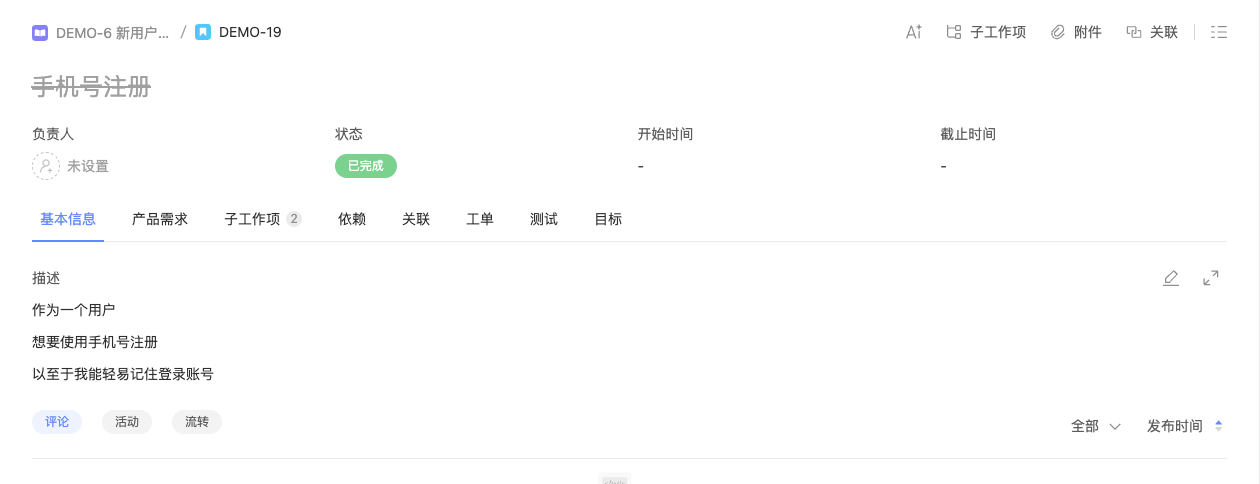 DEMO-6 新用户... / DEMO-19
子工作项 附件 关联
手机号注册
负责人 状态 开始时间 截止时间
未设置 已完成 - -
基本信息 产品需求 子工作项 2 依赖 关联 工单 测试 目标
描述
作为一个用户
想要使用手机号注册
以至于我能轻易记住登录账号
评论 活动 流转 全部 发布时间